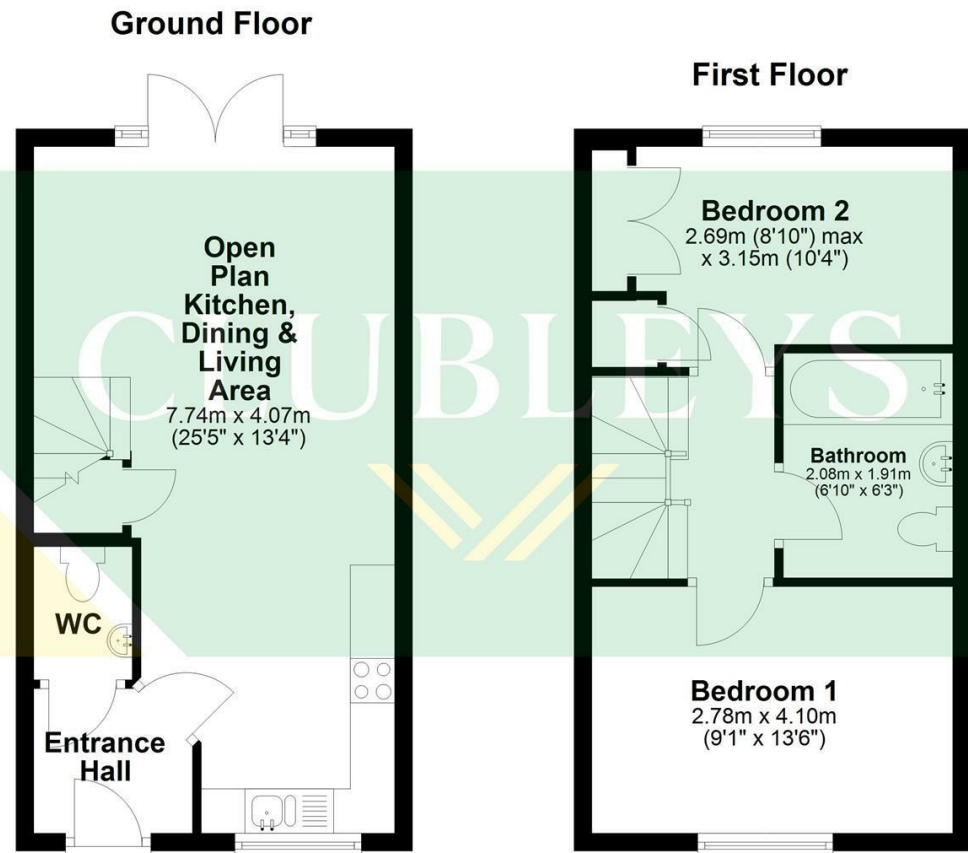 Ground Floor
First Floor
Open
Plan
Kitchen,
Dining &
Living
Area
7.74m x 4.07m
(25'5" x 13'4")
WC
Entrance
Hall
Bedroom 2
2.69m (8'10") max
x 3.15m (10'4")
Bathroom
2.08m x 1.91m
(6'10" x 6'3")
Bedroom 1
2.78m x 4.10m
(9'1" x 13'6")
CLUBLEYS